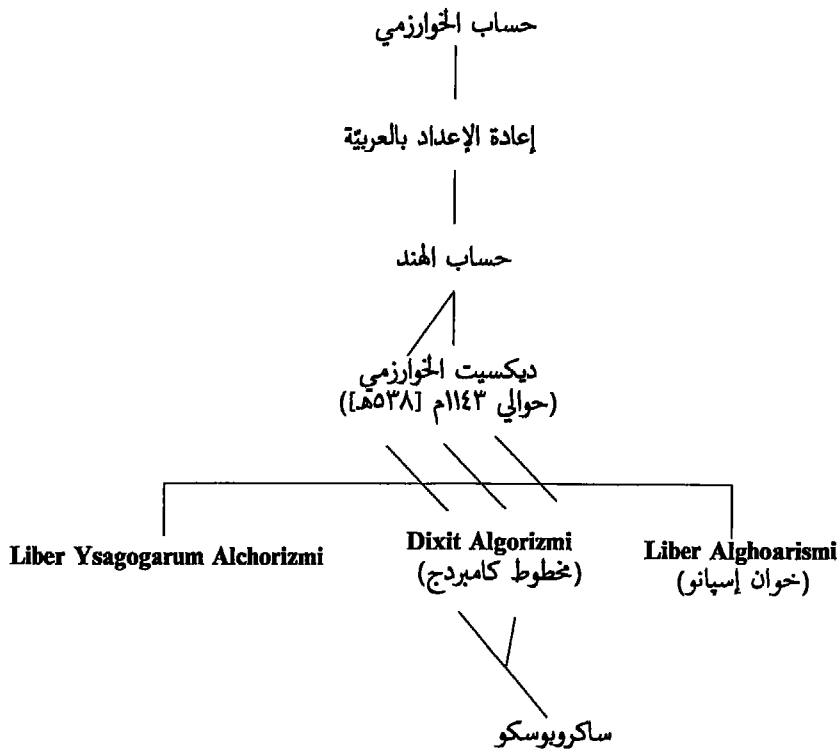 حساب الخوارزمي
إعادة الإعداد بالعربيّة
حساب الهند
ديكسيت الخوارزمي
(حوالي ١١٤٣م [٥٣٨هـ])
Liber Ysagogarum Alchorizmi
Dixit Algorizmi
(مخطوط كامبردج)
Liber Alghoarismi
(خوان إسپانو)
ساكروبوسكو